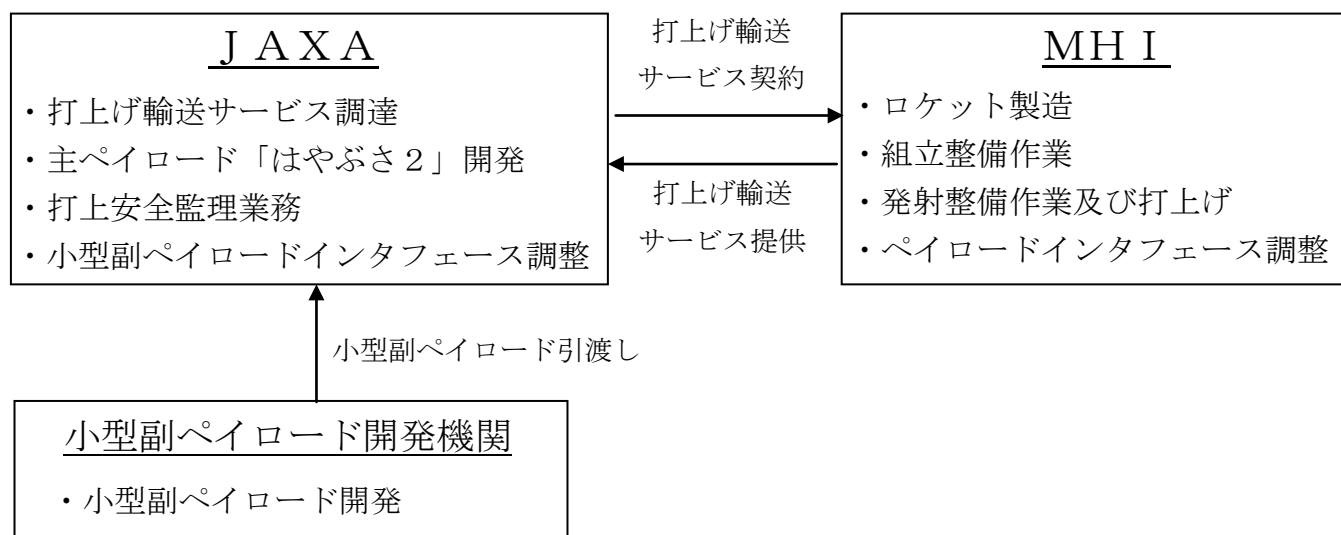 ＪＡＸＡ
・打上げ輸送サービス調達
・主ペイロード「はやぶさ２」開発
・打上安全監理業務
・小型副ペイロードインタフェース調整
打上げ輸送
サービス契約
打上げ輸送
サービス提供
ＭＨＩ
・ロケット製造
・組立整備作業
・発射整備作業及び打上げ
・ペイロードインタフェース調整
小型副ペイロード引渡し
小型副ペイロード開発機関
・小型副ペイロード開発